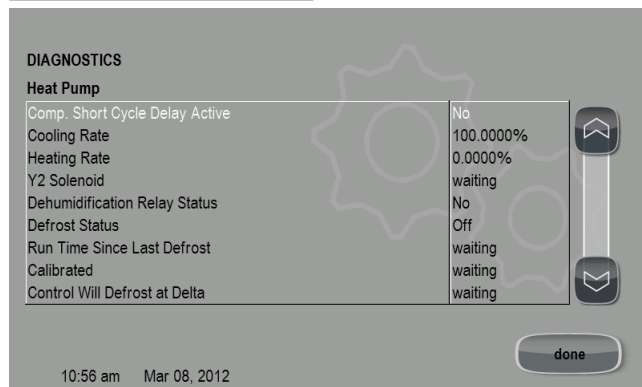 DIAGNOSTICS
Heat Pump
Comp. Short Cycle Delay Active No
Cooling Rate 100.0000%
Heating Rate 0.0000%
Y2 Solenoid waiting
Dehumidification Relay Status No
Defrost Status Off
Run Time Since Last Defrost waiting
Calibrated waiting
Control Will Defrost at Delta waiting
done
10:56 am Mar 08, 2012